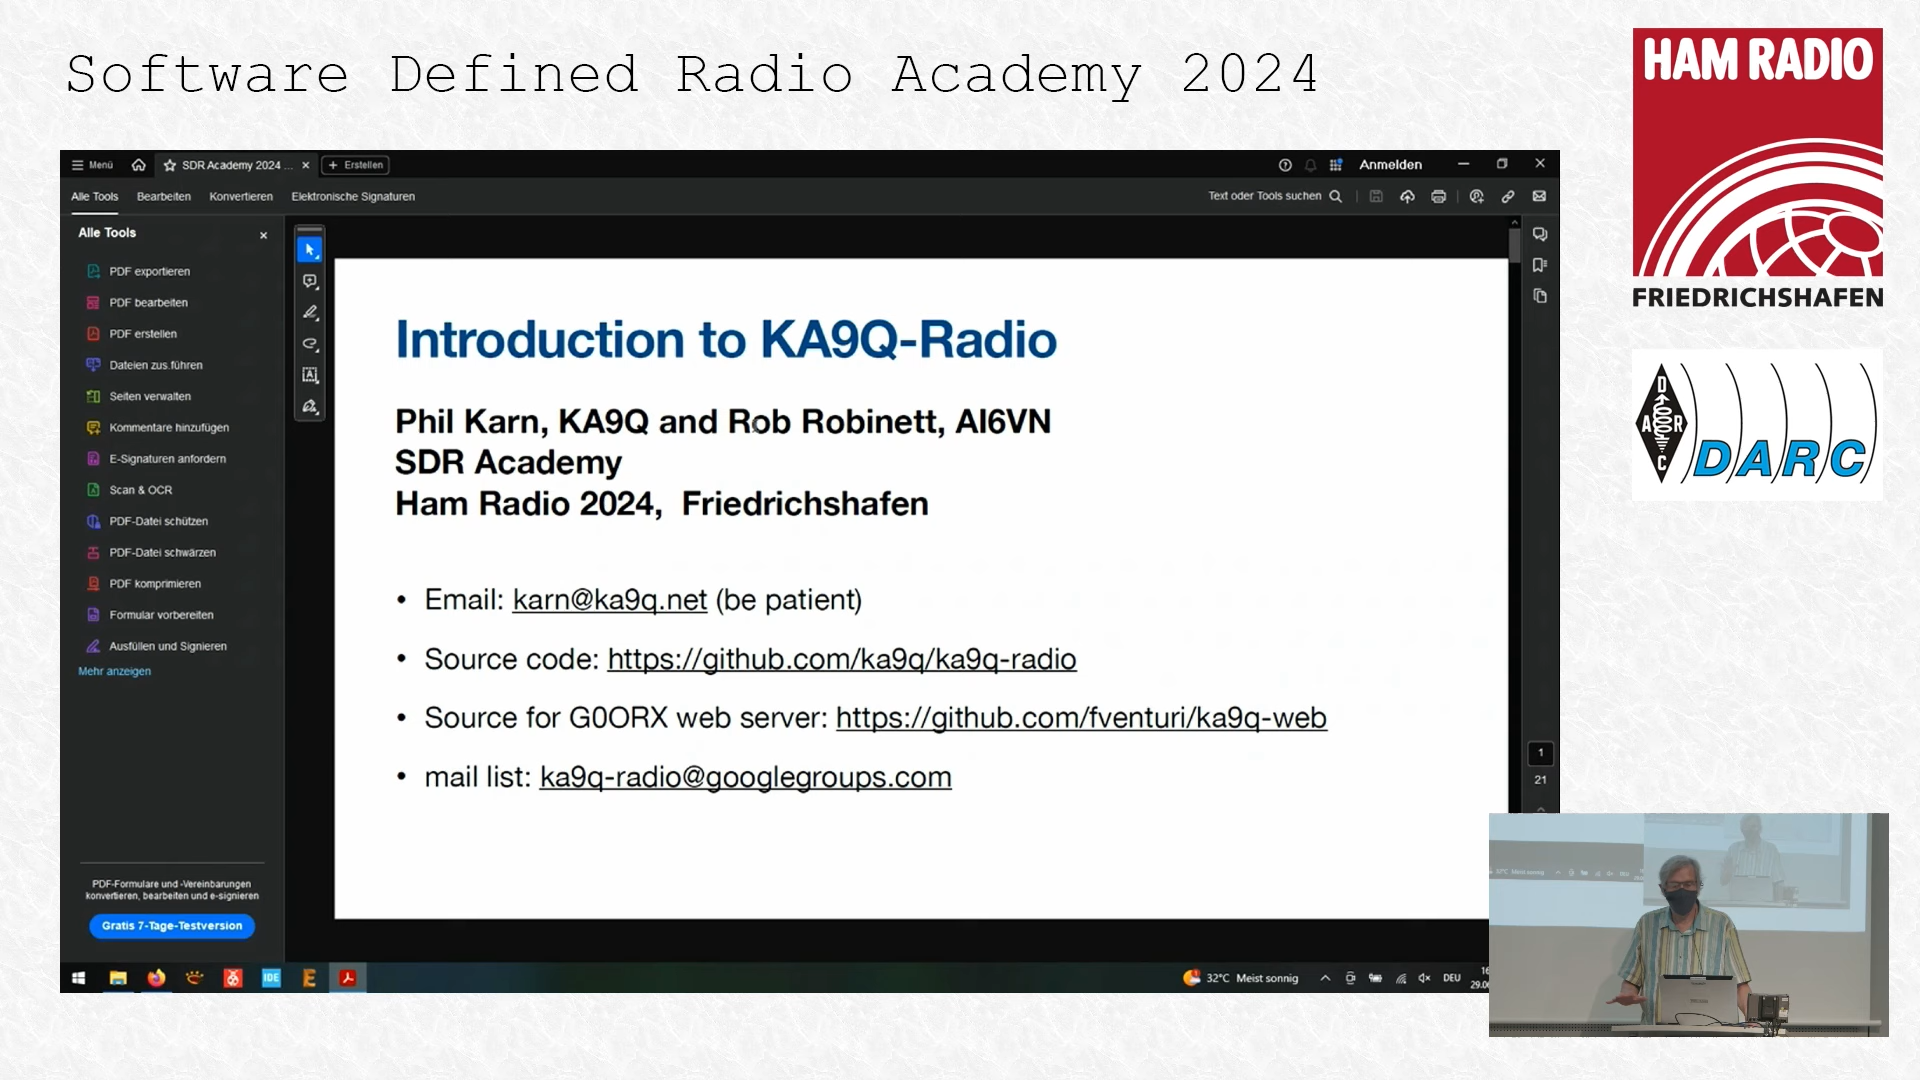 Software Defined Radio Academy 2024
HAM RADIO
FRIEDRICHSHAFEN
DARC
DARC
Menü
SDR Academy 2024 ...
Erstellen
Anmelden
Alle Tools
Bearbeiten
Konvertieren
Elektronische Signaturen
Text oder Tools suchen
Alle Tools
PDF exportieren
PDF bearbeiten
PDF erstellen
Dateien zus.führen
Seiten verwalten
Kommentare hinzufügen
E-Signaturen anfordern
Scan & OCR
PDF-Datei schützen
PDF-Datei schwärzen
PDF komprimieren
Formular vorbereiten
Ausfüllen und Signieren
Mehr anzeigen
PDF-Formulare und -Vereinbarungen
konvertieren, bearbeiten und e-signieren
Gratis 7-Tage-Testversion
Introduction to KA9Q-Radio
Phil Karn, KA9Q and Rob Robinett, AI6VN
SDR Academy
Ham Radio 2024, Friedrichshafen
• Email: karn@ka9q.net (be patient)
• Source code: https://github.com/ka9q/ka9q-radio
• Source for G0ORX web server: https://github.com/fventuri/ka9q-web
• mail list: ka9q-radio@googlegroups.com
1
21
IDE
32°C Meist sonnig
DEU
16
29.0